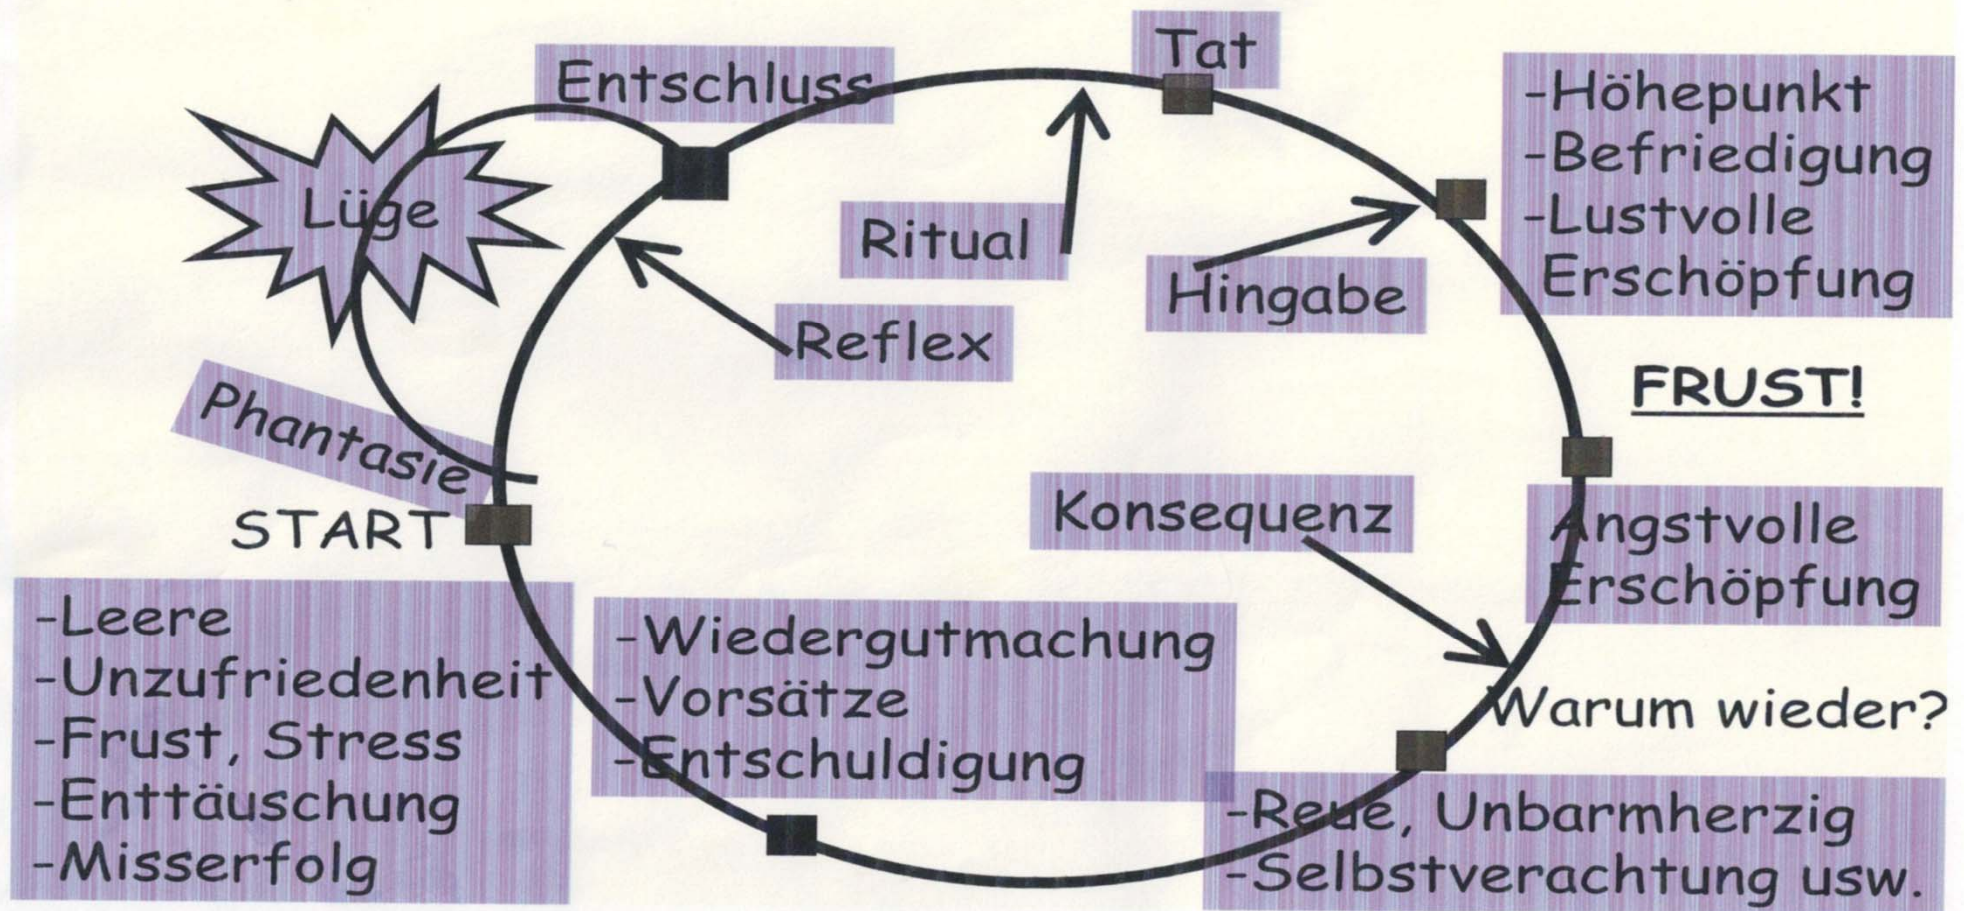 Entschluss
Tat
-Höhepunkt
-Befriedigung
-Lustvolle
Erschöpfung
Lüge
Ritual
Hingabe
Reflex
FRUST!
Phantasie
START
Konsequenz
Angstvolle
Erschöpfung
Warum wieder?
-Leere
-Unzufriedenheit
-Frust, Stress
-Enttäuschung
-Misserfolg
-Wiedergutmachung
-Vorsätze
-Entschuldigung
-Reue, Unbarmherzig
-Selbstverachtung usw.